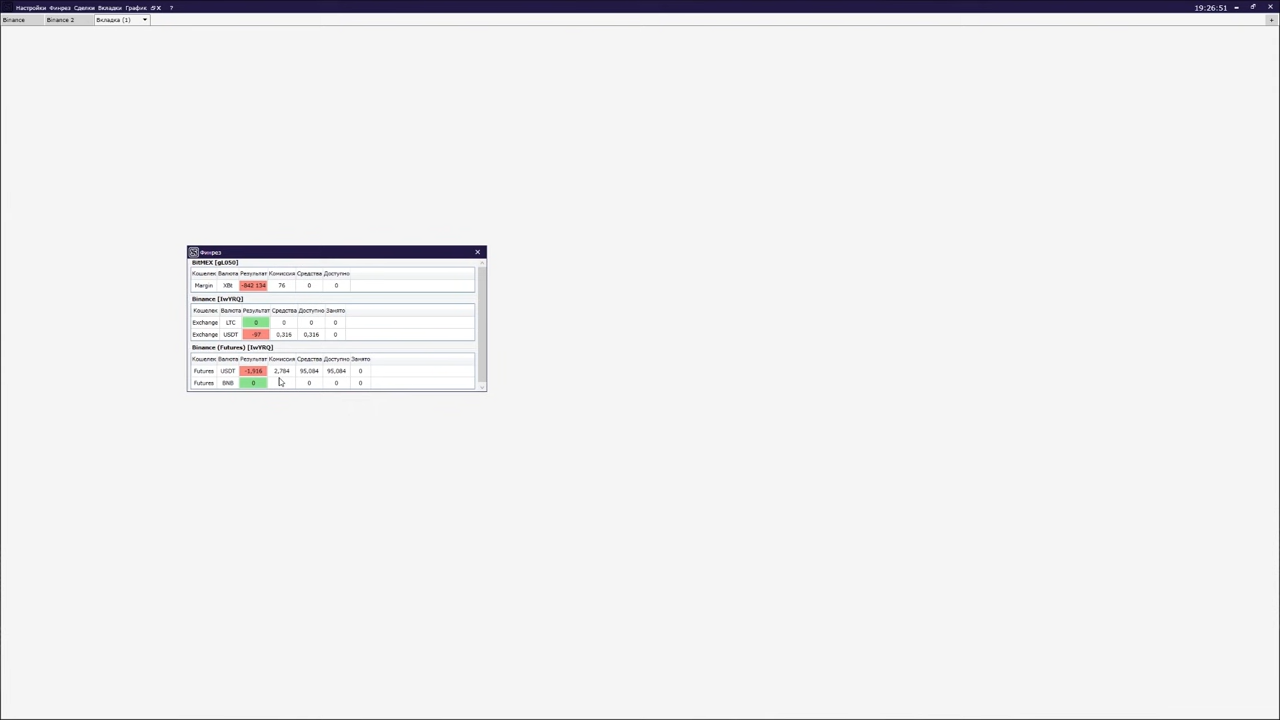 Настройки Финрез Сделки Вкладки График ?
19:26:51
Binance Binance 2 Вкладка (1)
Финрез
BitMEX [gL050]
Кошелек Валюта Результат Комиссия Средства Доступно
Margin XBt -842 134 76 0 0
Binance [IwYRQ]
Кошелек Валюта Результат Средства Доступно Занято
Exchange LTC 0 0 0 0
Exchange USDT -97 0,316 0,316 0
Binance (Futures) [IwYRQ]
Кошелек Валюта Результат Комиссия Средства Доступно Занято
Futures USDT -1,916 2,784 95,084 95,084 0
Futures BNB 0 0 0 0